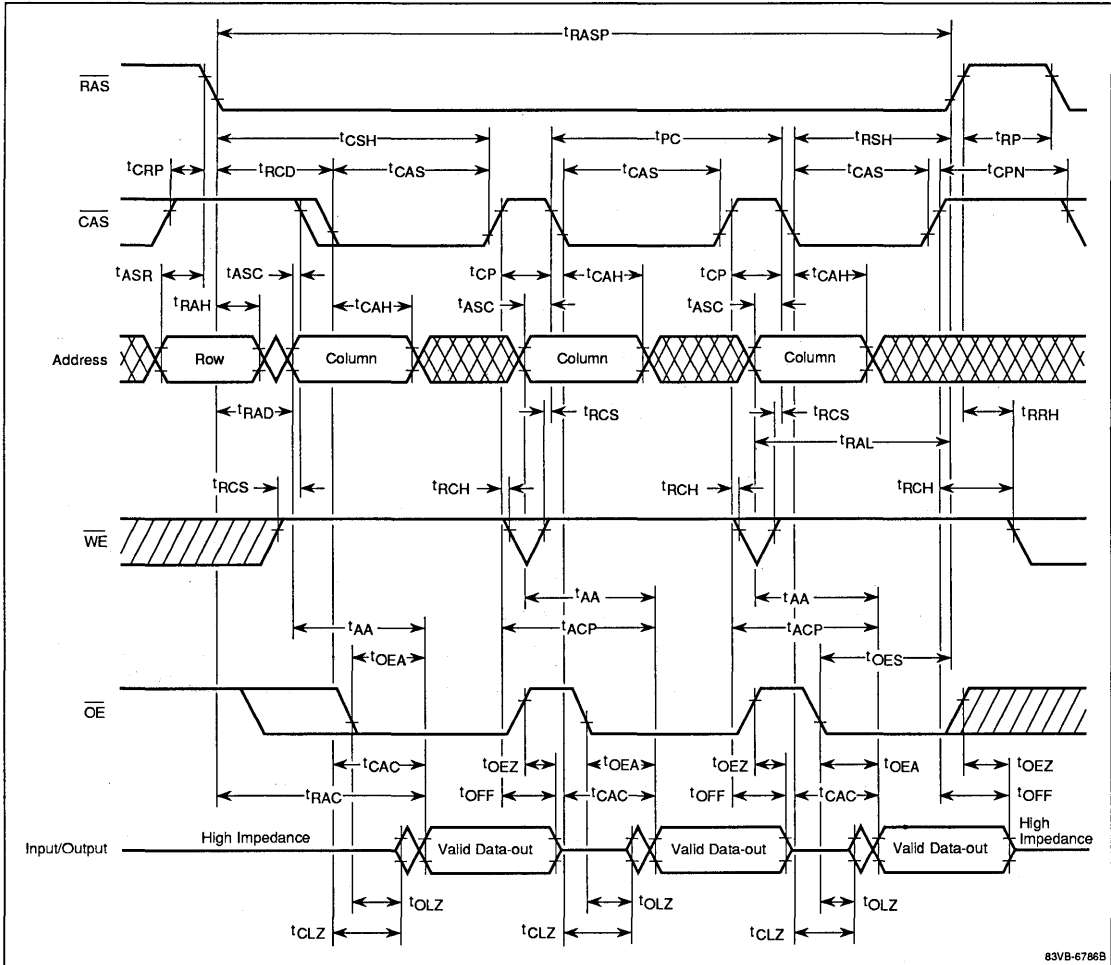 tRASP
RAS
tCSH tPC tRSH tRP
tCRP tRCD tCAS tCAS tCAS tCPN
CAS
tASR tASC tCP tCAH tCP tCAH
tRAH tCAH tASC tASC
Address Row Column Column Column
tRAD tRCS tRCS tRRH
tRAL
tRCS tRCH tRCH tRCH
WE
tAA tAA
tAA tACP tACP
tOEA tOES
OE
tCAC tOEZ tOEA tOEZ tOEA tOEZ
tRAC tOFF tCAC tOFF tCAC tOFF
Input/Output High Impedance Valid Data-out Valid Data-out Valid Data-out High Impedance
tOLZ tOLZ tOLZ
tCLZ tCLZ tCLZ
83VB-6786B